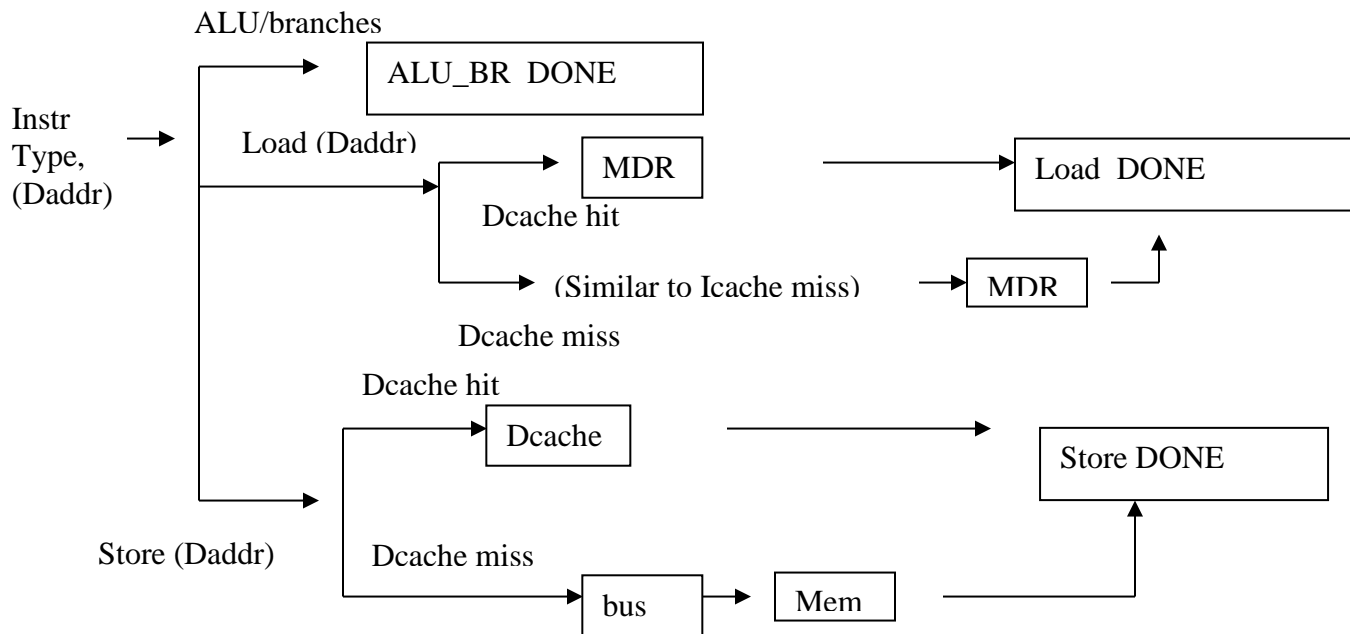 ALU/branches
ALU_BR DONE
Instr
Type,
(Daddr)
Load (Daddr)
MDR
Load DONE
Dcache hit
(Similar to Icache miss)
MDR
Dcache miss
Dcache hit
Dcache
Store DONE
Store (Daddr)
Dcache miss
bus
Mem